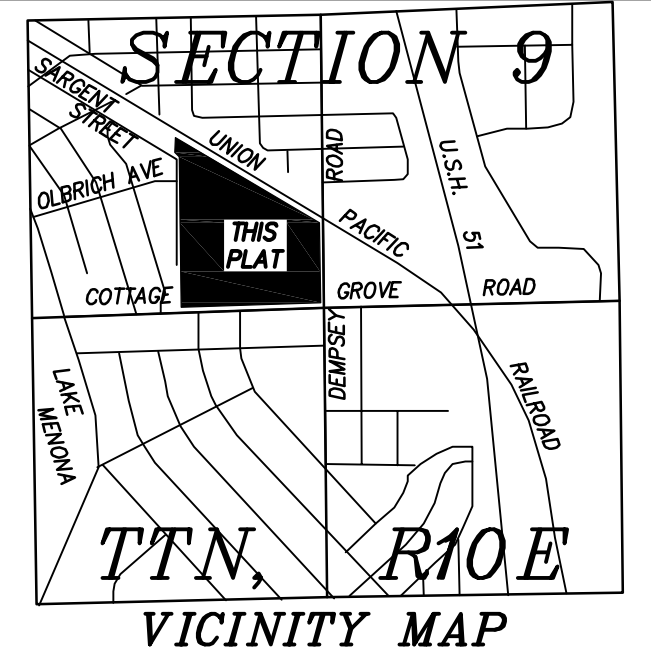 SECTION 9
SARGENT
STREET
UNION
ROAD
U.S.H. 51
OLBRICH AVE
THIS
PLAT
PACIFIC
COTTAGE GROVE ROAD
DEMPSEY
LAKE
MENONA
RAILROAD
TTN, R10E
VICINITY MAP